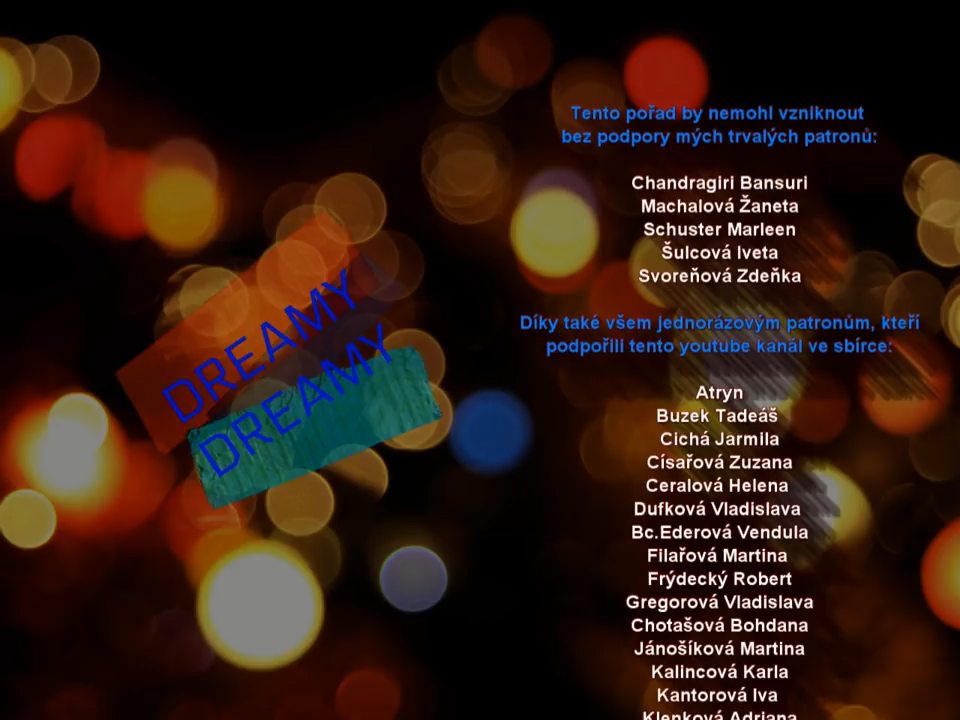 DREAMY
DREAMY
Tento pořad by nemohl vzniknout
bez podpory mých trvalých patronů:
Chandragiri Bansuri
Machalová Žaneta
Schuster Marleen
Šulcová Iveta
Svoreňová Zdeňka
Díky také všem jednorázovým patronům, kteří
podpořili tento youtube kanál ve sbírce:
Atryn
Buzek Tadeáš
Cichá Jarmila
Císařová Zuzana
Ceralová Helena
Dufková Vladislava
Bc.Ederová Vendula
Filařová Martina
Frýdecký Robert
Gregorová Vladislava
Chotašová Bohdana
Jánošíková Martina
Kalincová Karla
Kantorová Iva
Klenková Adriana